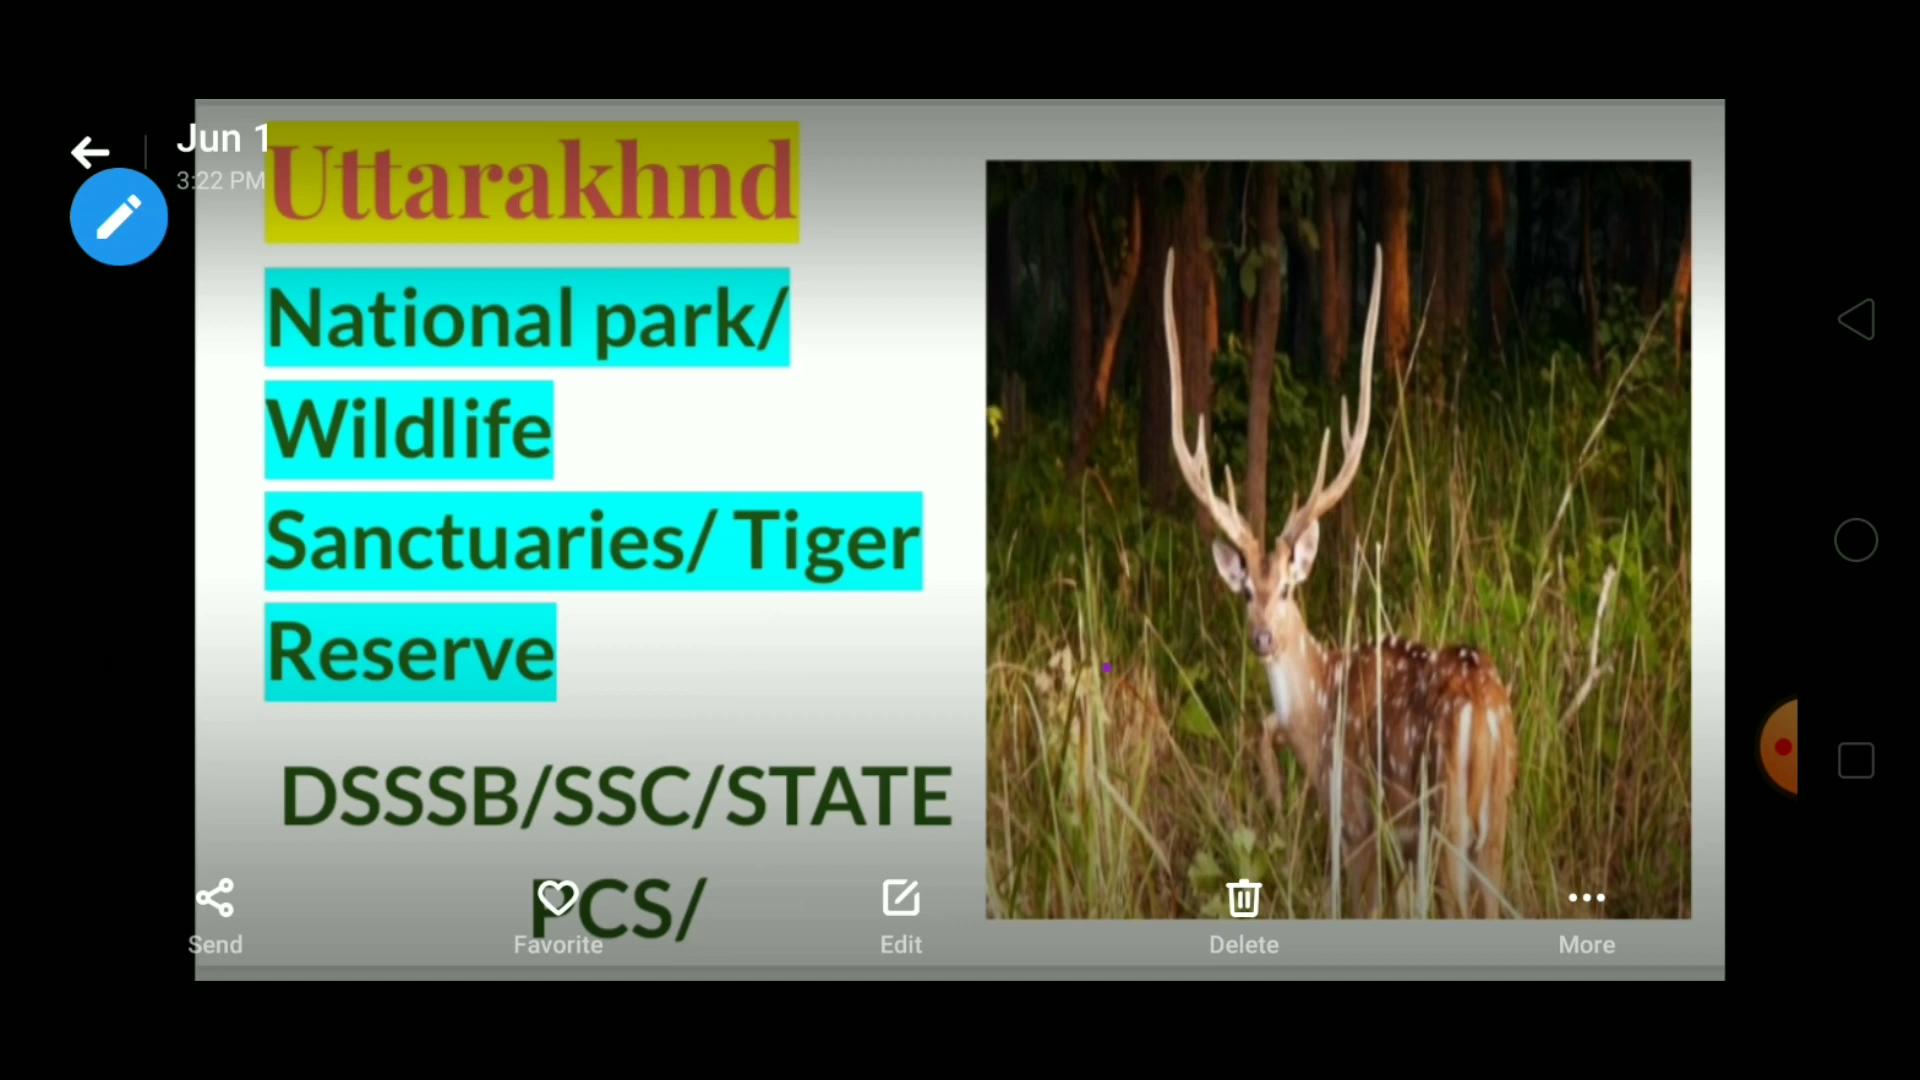 Jun 1
3:22 PM
Uttarakhnd
National park/
Wildlife
Sanctuaries/ Tiger
Reserve
DSSSB/SSC/STATE
PCS/
Send
Favorite
Edit
Delete
More